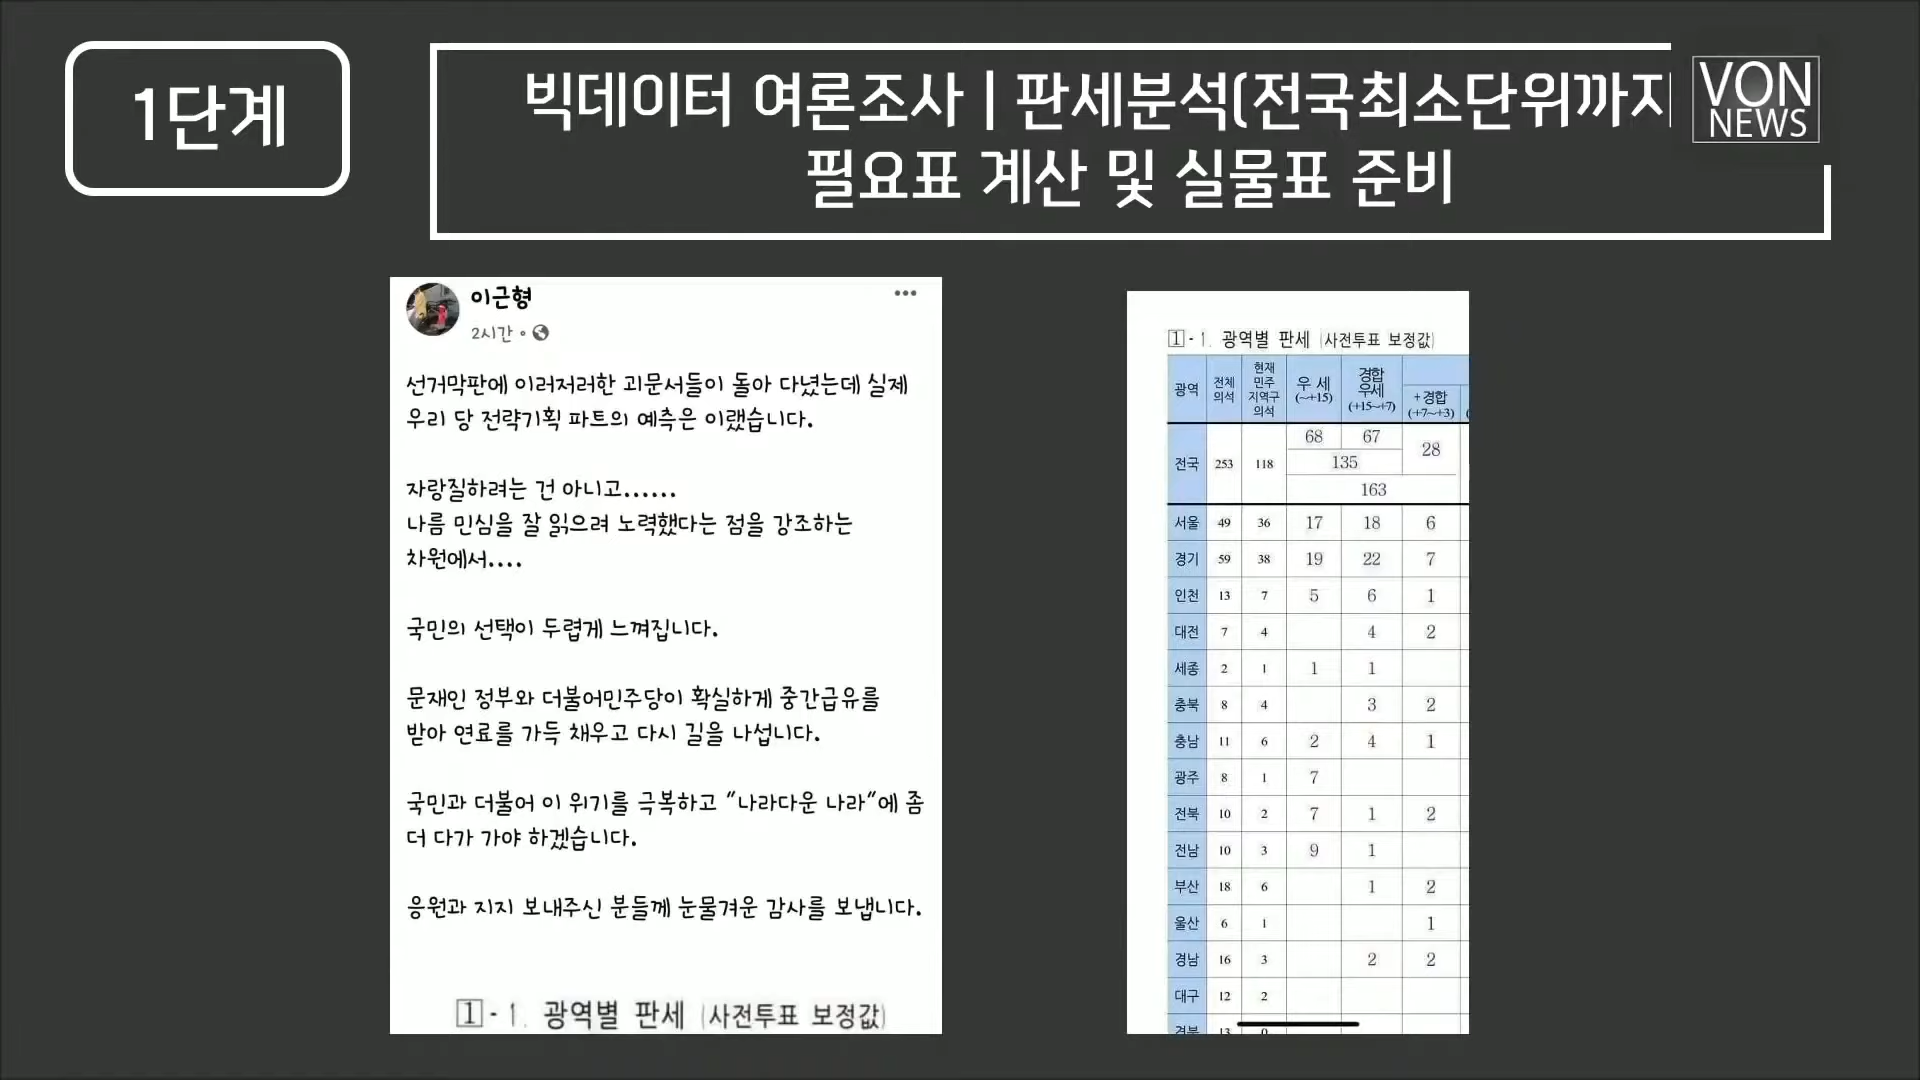 1단계
빅데이터 여론조사 | 판세분석(전국최소단위까지
필요표 계산 및 실물표 준비
VON
NEWS
이근형
2시간
선거막판에 이러저러한 괴문서들이 돌아 다녔는데 실제
우리 당 전략기획 파트의 예측은 이랬습니다.
자랑질하려는 건 아니고......
나름 민심을 잘 읽으려 노력했다는 점을 강조하는
차원에서....
국민의 선택이 두렵게 느껴집니다.
문재인 정부와 더불어민주당이 확실하게 중간급유를
받아 연료를 가득 채우고 다시 길을 나섭니다.
국민과 더불어 이 위기를 극복하고 "나라다운 나라"에 좀
더 다가 가야 하겠습니다.
응원과 지지 보내주신 분들께 눈물겨운 감사를 보냅니다.
1 - 1. 광역별 판세 (사전투표 보정값)
1 - 1. 광역별 판세 (사전투표 보정값)
광역 전체 의석 현재 민주 지역구 의석 우 세 (~+15) 경합 우세 (+15~+7) +경합 (+7~+3)
전국 253 118 68 67 28
135
163
서울 49 36 17 18 6
경기 59 38 19 22 7
인천 13 7 5 6 1
대전 7 4 4 2
세종 2 1 1 1
충북 8 4 3 2
충남 11 6 2 4 1
광주 8 1 7
전북 10 2 7 1 2
전남 10 3 9 1
부산 18 6 1 2
울산 6 1 1
경남 16 3 2 2
대구 12 2
경북 13 0